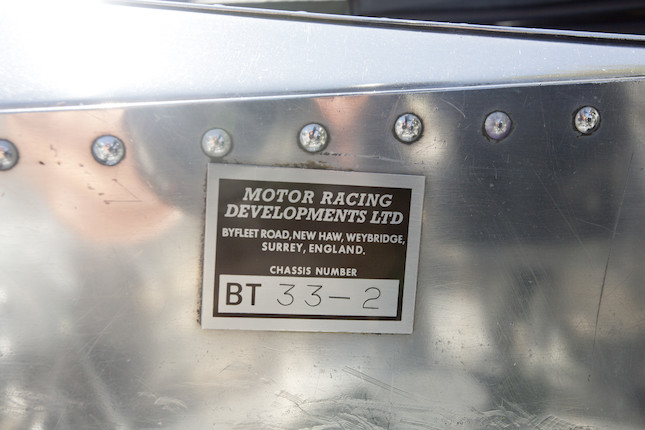 MOTOR RACING
DEVELOPMENTS LTD
BYFLEET ROAD, NEW HAW, WEYBRIDGE,
SURREY, ENGLAND.
CHASSIS NUMBER
BT 33-2